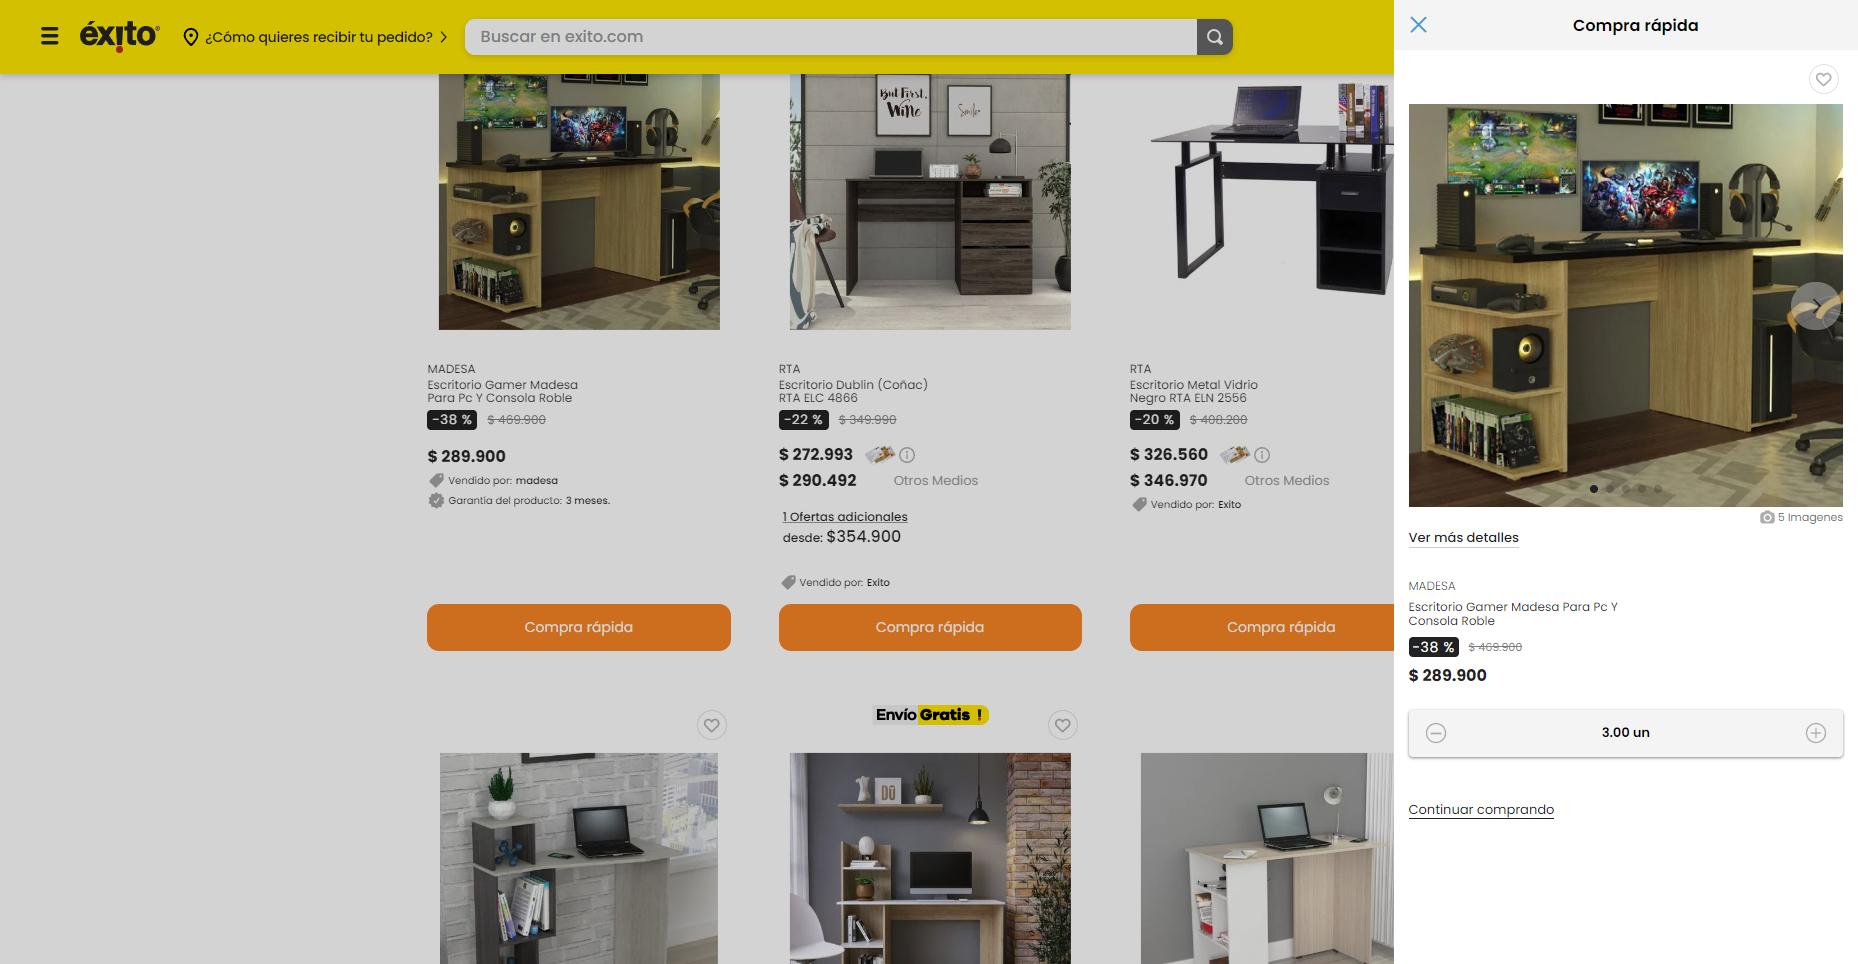 éxito
¿Cómo quieres recibir tu pedido?
Buscar en exito.com
But First,
Wine
Smile
MADESA
Escritorio Gamer Madesa
Para Pc Y Consola Roble
-38 % $ 469.900
$ 289.900
Vendido por: madesa
Garantía del producto: 3 meses.
Compra rápida
RTA
Escritorio Dublin (Coñac)
RTA ELC 4866
-22 % $ 349.990
$ 272.993
$ 290.492 Otros Medios
1 Ofertas adicionales
desde: $354.900
Vendido por: Exito
Compra rápida
RTA
Escritorio Metal Vidrio
Negro RTA ELN 2556
-20 % $ 408.200
$ 326.560
$ 346.970 Otros Medios
Vendido por: Exito
Compra rápida
Envío Gratis !
Compra rápida
5 Imagenes
Ver más detalles
MADESA
Escritorio Gamer Madesa Para Pc Y
Consola Roble
-38 % $ 469.900
$ 289.900
3.00 un
Continuar comprando